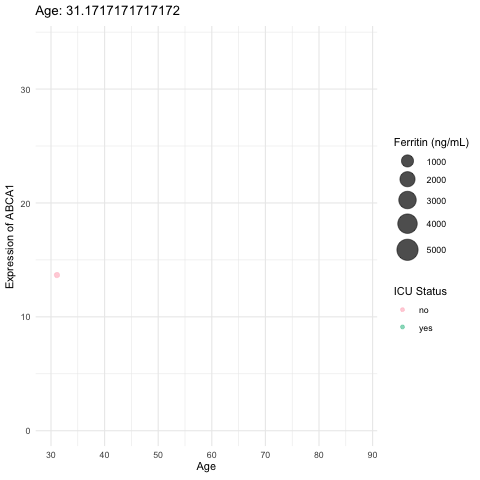 Age: 31.1717171717172
Expression of ABCA1
30
20
10
0
30 40 50 60 70 80 90
Age
Ferritin (ng/mL)
1000
2000
3000
4000
5000
ICU Status
no
yes